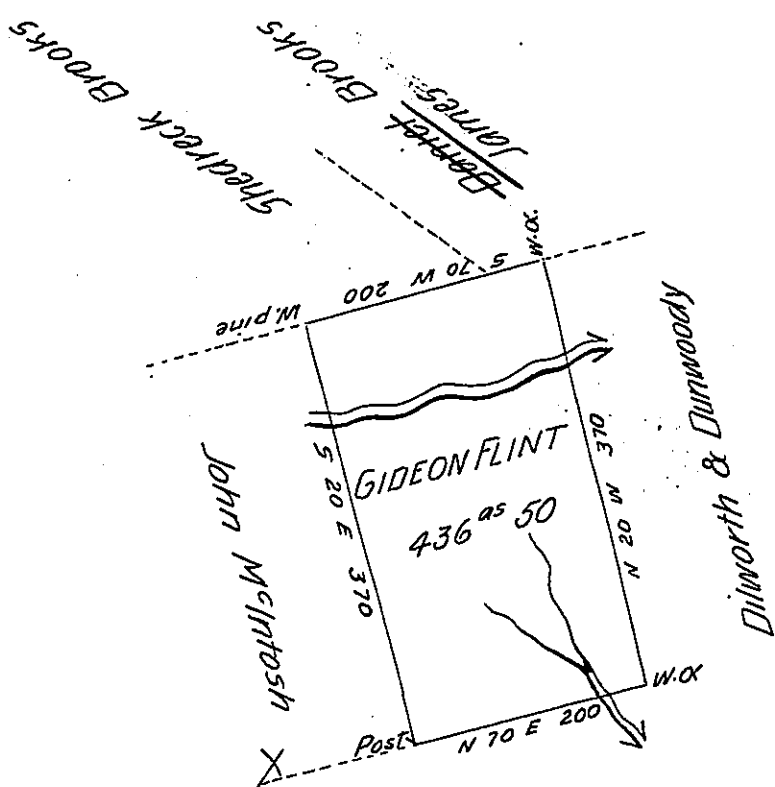 Shedreck Brooks
Daniel Brooks
James
W.O.
S 70 W 200
W. pine
S 20 E 370
GIDEON FLINT
436 as 50
N 20 W 370
Dilworth & Dunwoody
John McIntosh
X
Post
N 70 E 200
W.O.